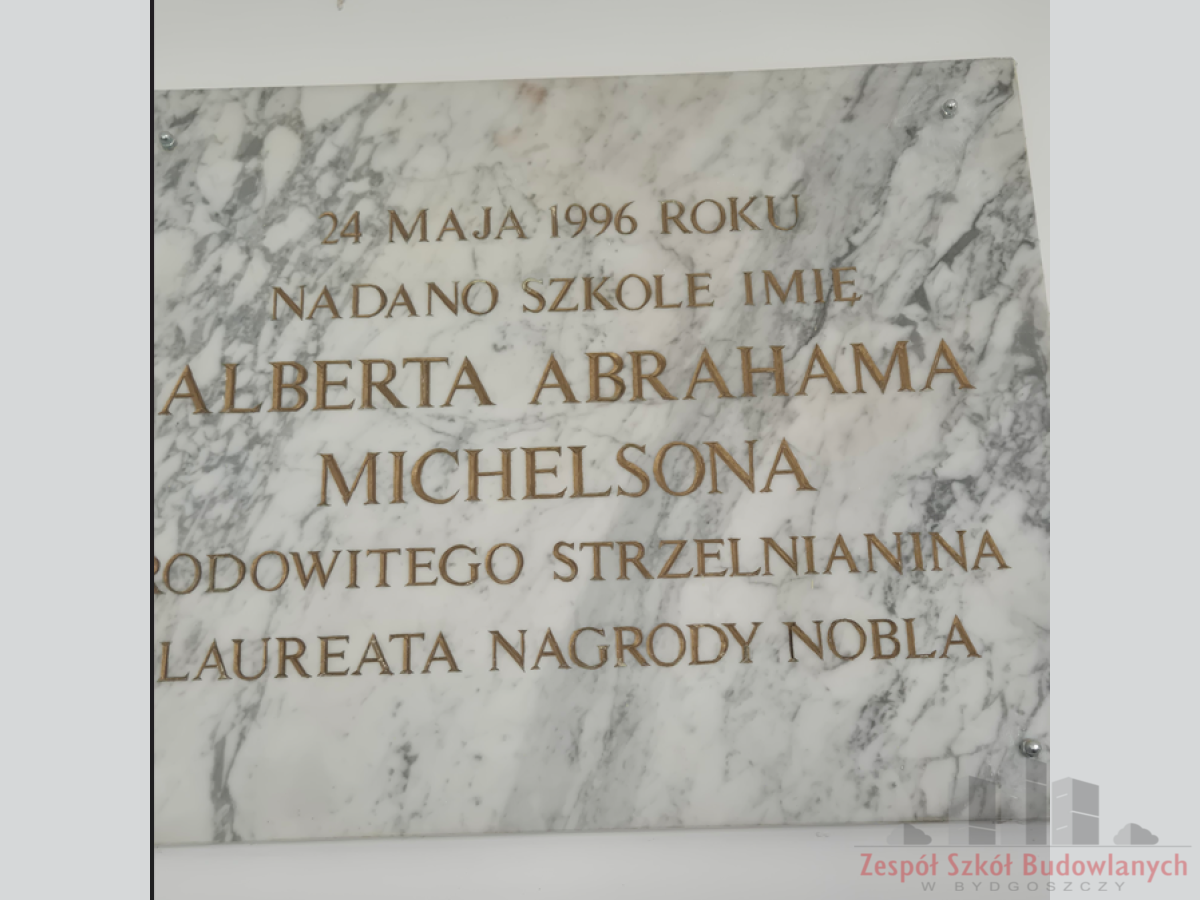 24 MAJA 1996 ROKU
NADANO SZKOLE IMIĘ
ALBERTA ABRAHAMA
MICHELSONA
RODOWITEGO STRZELNIANINA
LAUREATA NAGRODY NOBLA
Zespół Szkół Budowlanych
W BYDGOSZCZY